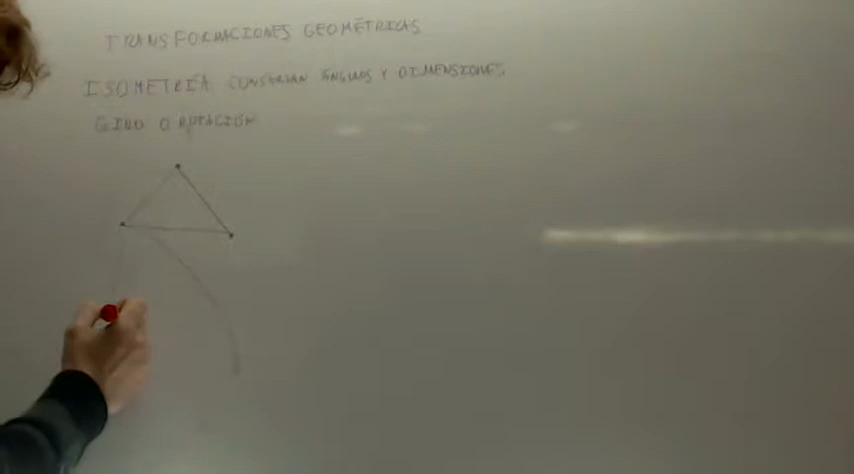 TRANSFORMACIONES GEOMÉTRICAS
ISOMETRÍA CONSERVAN ÁNGULOS Y DIMENSIONES.
GIRO O ROTACIÓN